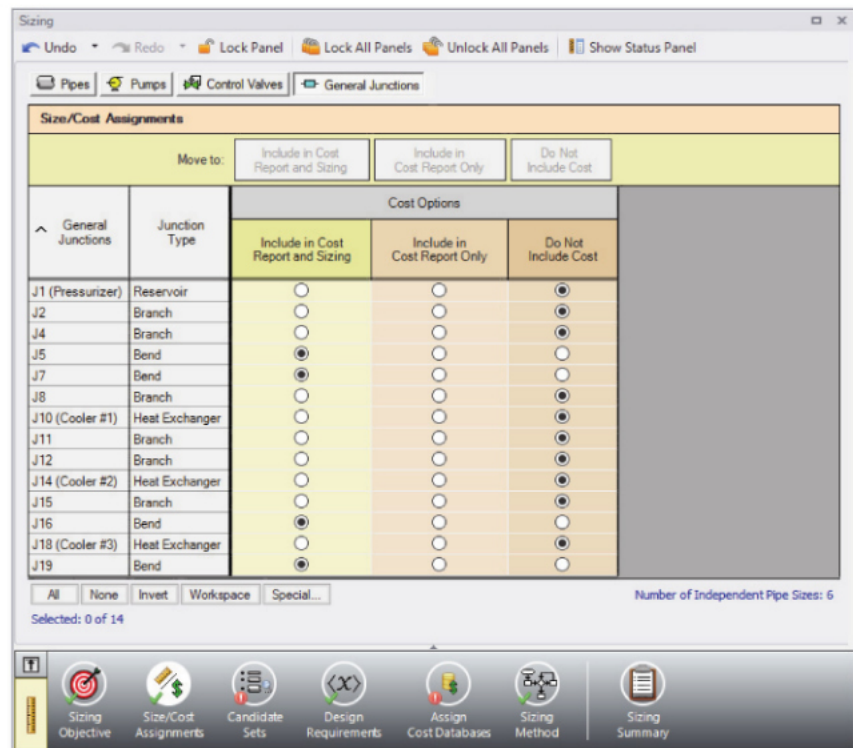 Sizing
Undo Redo Lock Panel Lock All Panels Unlock All Panels Show Status Panel
Pipes Pumps Control Valves General Junctions
Size/Cost Assignments
Move to: Include in Cost Report and Sizing Include in Cost Report Only Do Not Include Cost
Cost Options
General Junctions Junction Type Include in Cost Report and Sizing Include in Cost Report Only Do Not Include Cost
J1 (Pressurizer) Reservoir
J2 Branch
J4 Branch
J5 Bend
J7 Bend
J8 Branch
J10 (Cooler #1) Heat Exchanger
J11 Branch
J12 Branch
J14 (Cooler #2) Heat Exchanger
J15 Branch
J16 Bend
J18 (Cooler #3) Heat Exchanger
J19 Bend
All None Invert Workspace Special...
Number of Independent Pipe Sizes: 6
Selected: 0 of 14
$ (x) $
Sizing Objective Size/Cost Assignments Candidate Sets Design Requirements Assign Cost Databases Sizing Method Sizing Summary